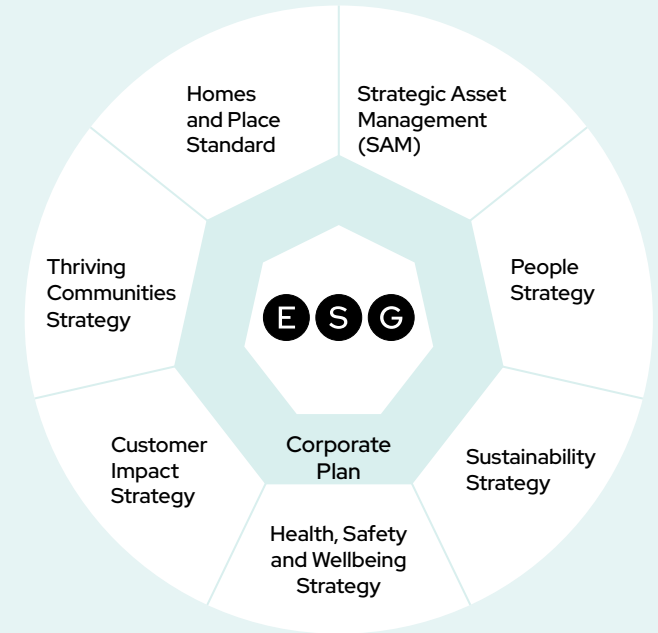 Homes
and Place
Standard
Strategic Asset
Management
(SAM)
Thriving
Communities
Strategy
People
Strategy
E S G
Customer
Impact
Strategy
Corporate
Plan
Sustainability
Strategy
Health, Safety
and Wellbeing
Strategy